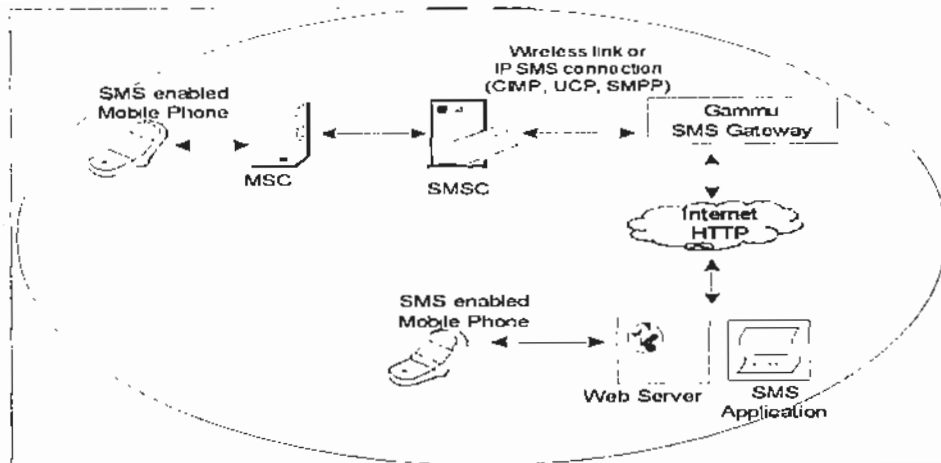 Wireless link or
IP SMS connection
(CIMP, UCP, SMPP)
SMS enabled
Mobile Phone
Gammu
SMS Gateway
MSC
SMSC
Internet
HTTP
SMS enabled
Mobile Phone
Web Server
SMS
Application